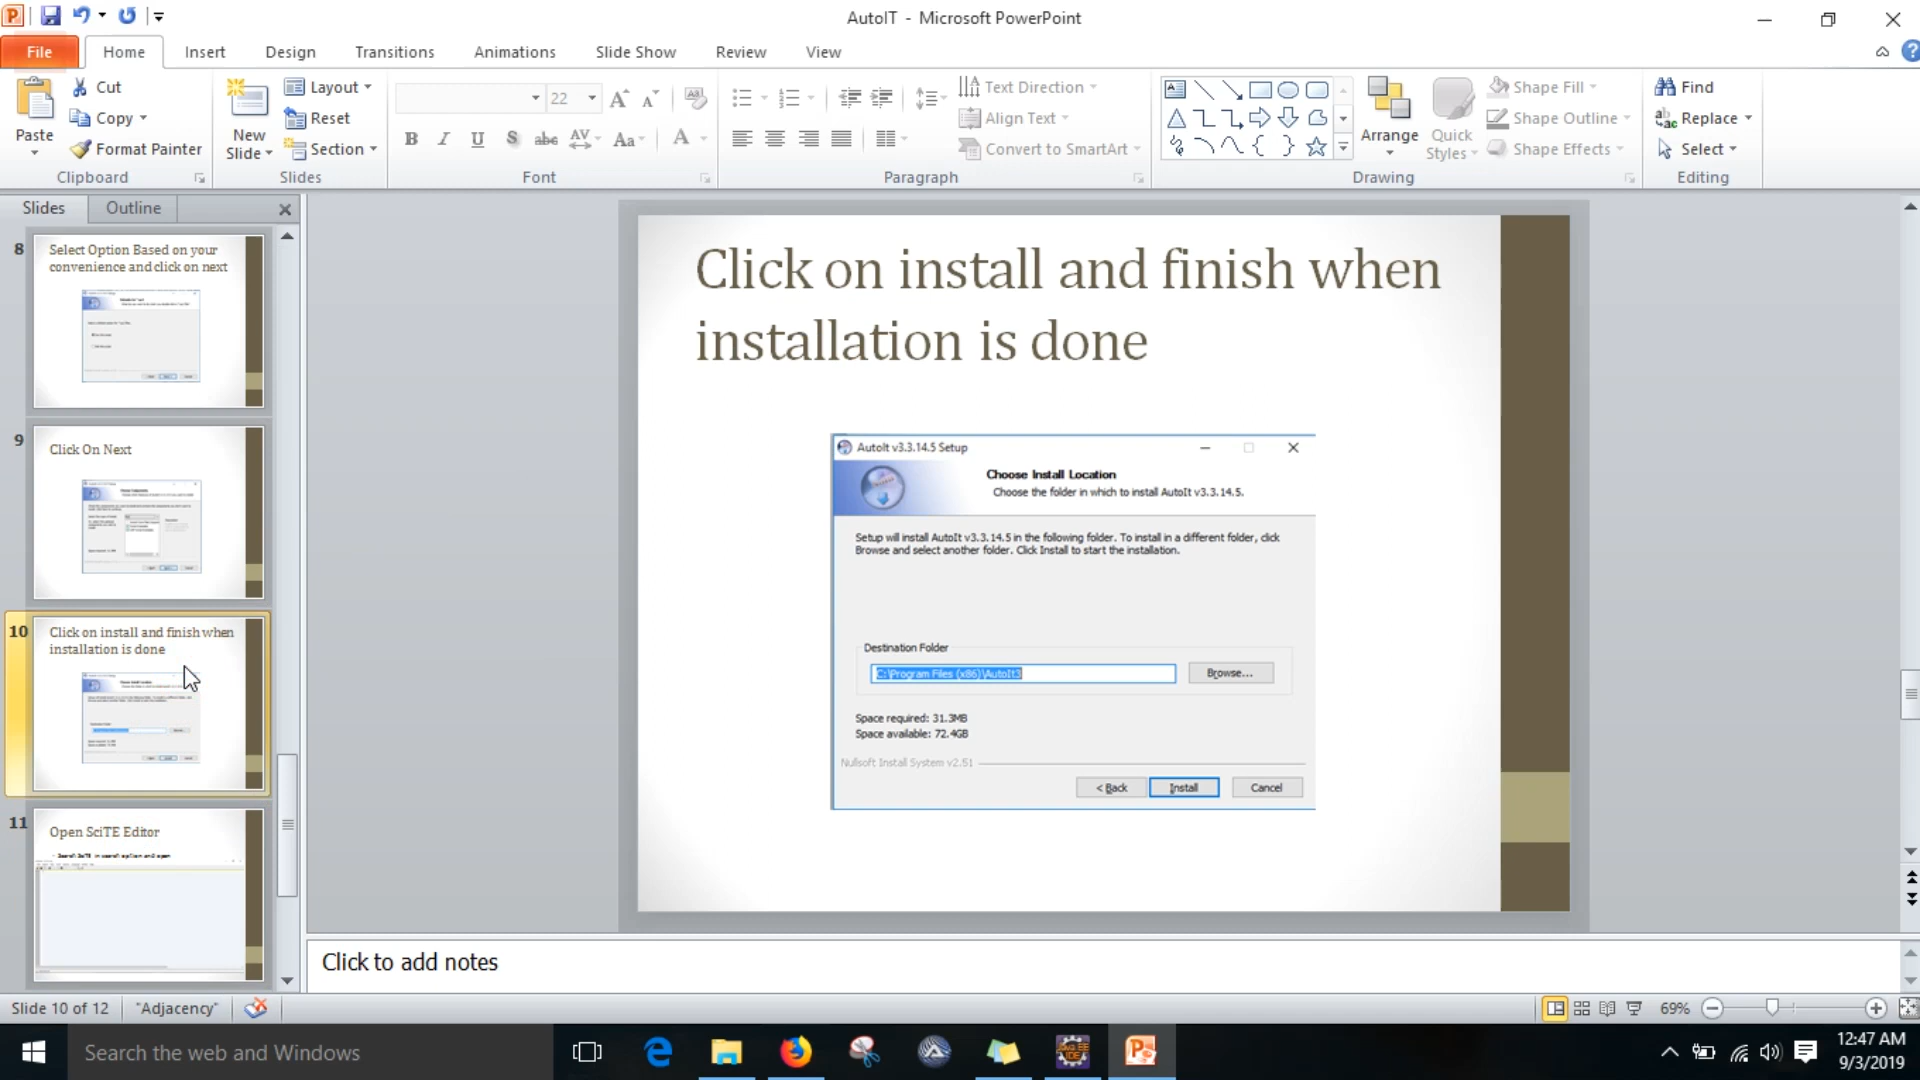 AutoIT - Microsoft PowerPoint
File Home Insert Design Transitions Animations Slide Show Review View
Paste
Cut
Copy
Format Painter
Clipboard
New Slide
Layout
Reset
Section
Slides
22
B I U S abc AV Aa A
Font
Text Direction
Align Text
Convert to SmartArt
Paragraph
Arrange
Quick Styles
Shape Fill
Shape Outline
Shape Effects
Drawing
Find
Replace
Select
Editing
Slides Outline
8
Select Option Based on your
convenience and click on next
9
Click On Next
10
Click on install and finish when
installation is done
11
Open SciTE Editor
Click on install and finish when
installation is done
AutoIt v3.3.14.5 Setup
Choose Install Location
Choose the folder in which to install AutoIt v3.3.14.5.
Setup will install AutoIt v3.3.14.5 in the following folder. To install in a different folder, click
Browse and select another folder. Click Install to start the installation.
Destination Folder
C:\Program Files (x86)\AutoIt3
Browse...
Space required: 31.3MB
Space available: 72.4GB
Nullsoft Install System v2.51
< Back Install Cancel
Click to add notes
Slide 10 of 12 "Adjacency" 69%
Search the web and Windows
12:47 AM
9/3/2019